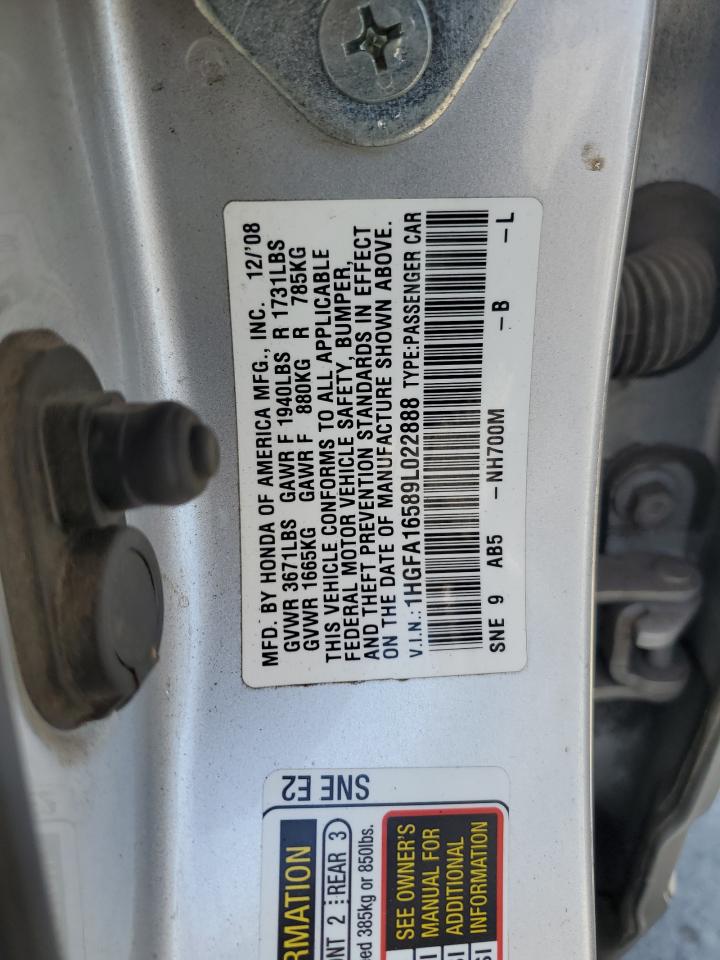 MFD. BY HONDA OF AMERICA MFG., INC. 12/'08
GVWR 3671LBS GAWR F 1940LBS R 1731LBS
GVWR 1665KG GAWR F 880KG R 785KG
THIS VEHICLE CONFORMS TO ALL APPLICABLE
FEDERAL MOTOR VEHICLE SAFETY, BUMPER,
AND THEFT PREVENTION STANDARDS IN EFFECT
ON THE DATE OF MANUFACTURE SHOWN ABOVE.
V.I.N.: 1HGFA16589L022888 TYPE:PASSENGER CAR
SNE 9 AB5 -NH700M -B -L
SNE E2
REAR 3
2
385kg or 850lbs.
SEE OWNER'S
MANUAL FOR
ADDITIONAL
INFORMATION